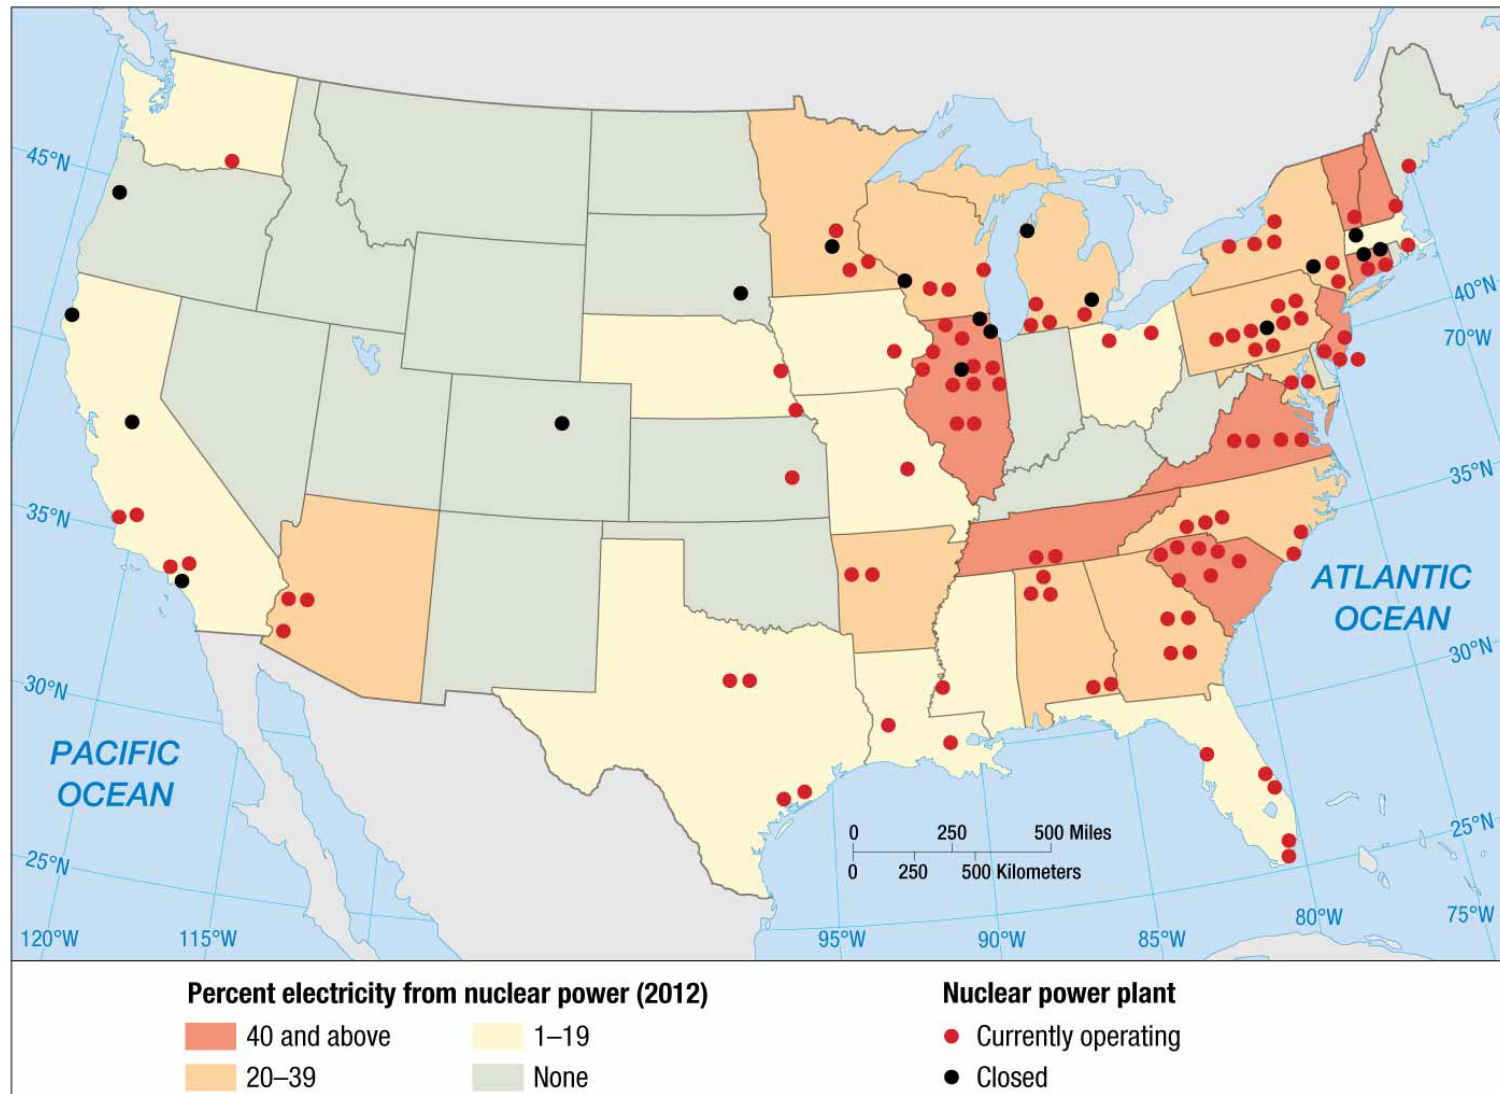 45°N
40°N
70°W
35°N
35°N
ATLANTIC
OCEAN
30°N
30°N
PACIFIC
OCEAN
0 250 500 Miles
0 250 500 Kilometers
25°N
25°N
120°W 115°W 95°W 90°W 85°W 80°W 75°W
Percent electricity from nuclear power (2012)
40 and above
20–39
1–19
None
Nuclear power plant
Currently operating
Closed